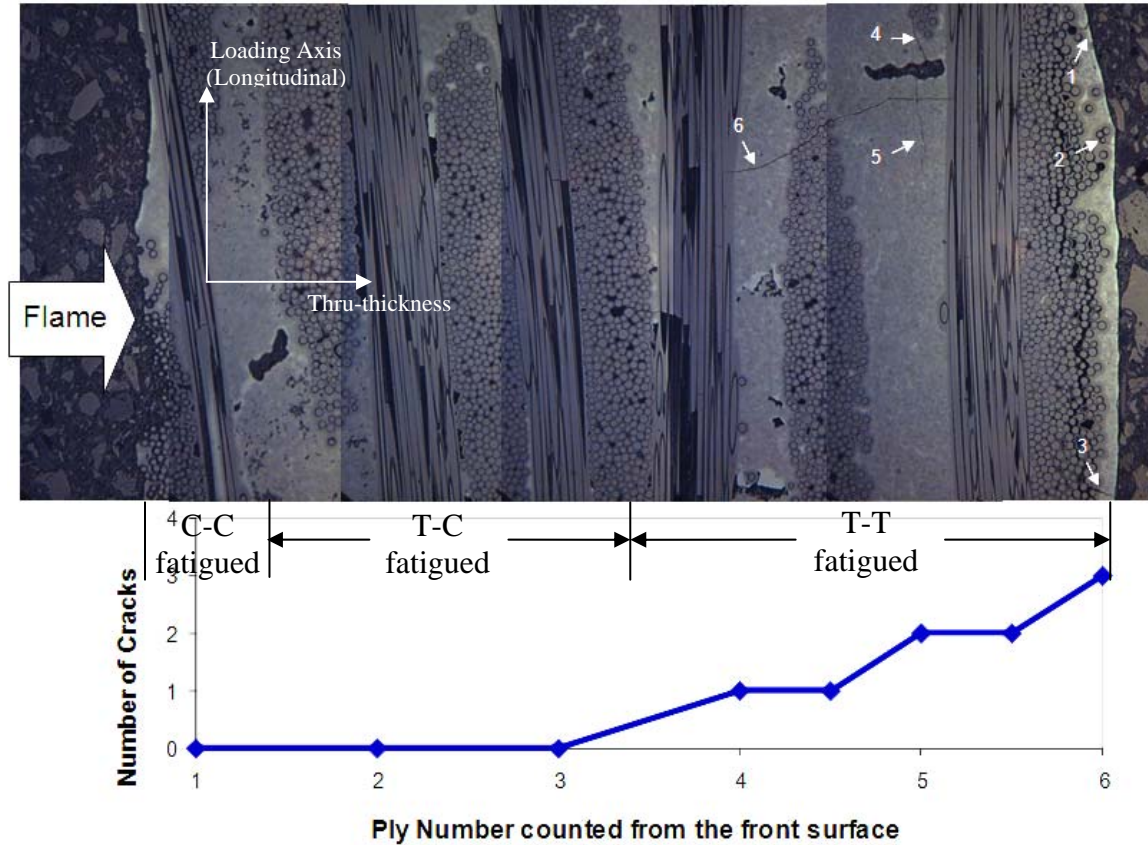 Loading Axis
(Longitudinal)
4
1
6
5
2
Thru-thickness
Flame
3
C-C
fatigued
T-C
fatigued
T-T
fatigued
4
3
2
1
0
Number of Cracks
1 2 3 4 5 6
Ply Number counted from the front surface